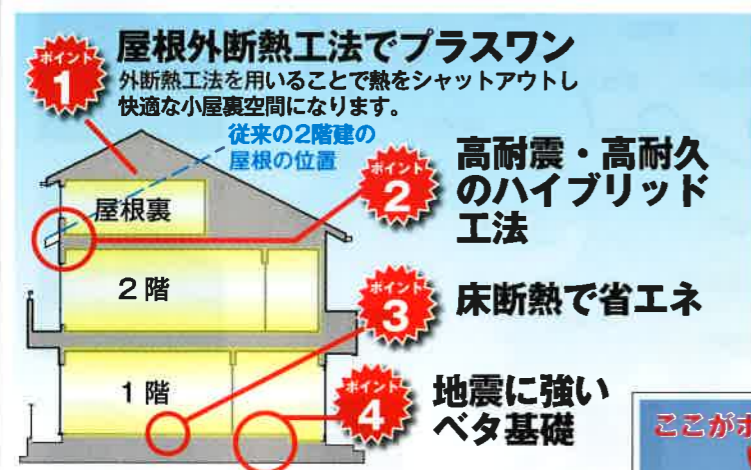 ポイント
1
屋根外断熱工法でプラスワン
外断熱工法を用いることで熱をシャットアウトし
快適な小屋裏空間になります。
従来の2階建の
屋根の位置
屋根裏
2階
1階
ポイント
2
高耐震・高耐久
のハイブリッド
工法
ポイント
3
床断熱で省エネ
ポイント
4
地震に強い
ベタ基礎
ここがポ